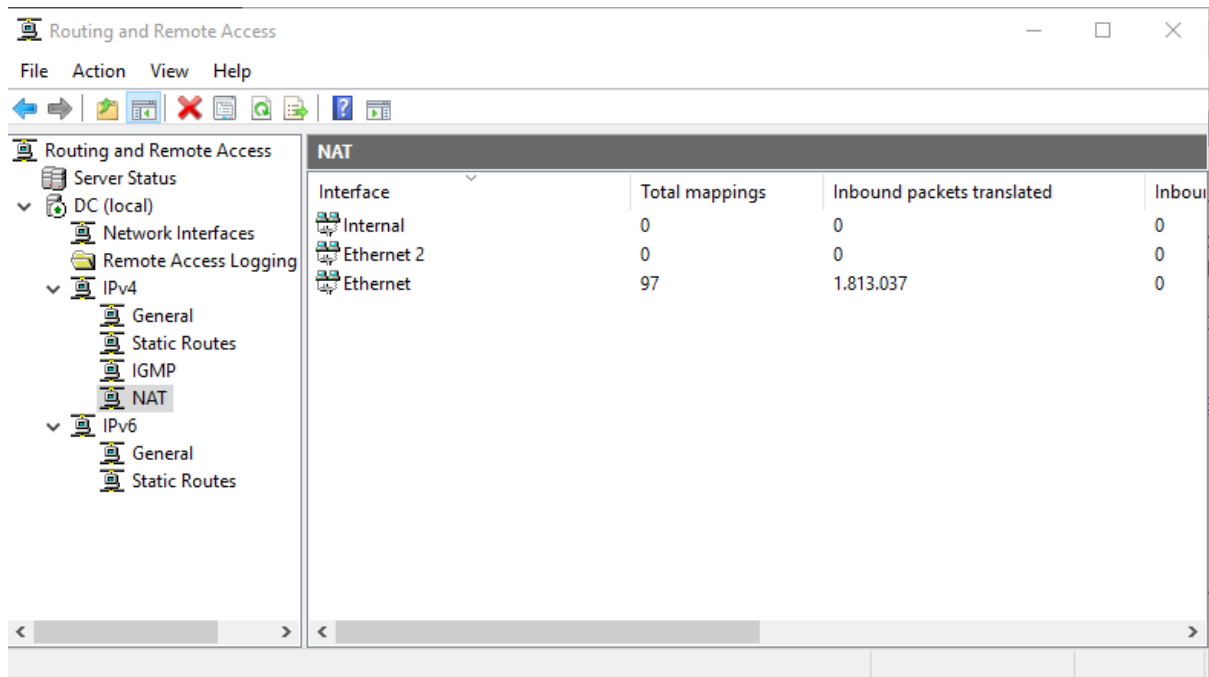 Routing and Remote Access
File Action View Help
Routing and Remote Access
Server Status
DC (local)
Network Interfaces
Remote Access Logging
IPv4
General
Static Routes
IGMP
NAT
IPv6
General
Static Routes
NAT
Interface Total mappings Inbound packets translated Inbou
Internal 0 0 0
Ethernet 2 0 0 0
Ethernet 97 1.813.037 0